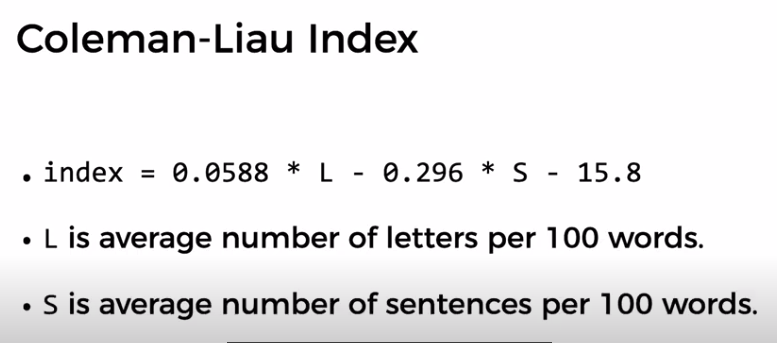 Coleman-Liau Index
• index = 0.0588 * L - 0.296 * S - 15.8
• L is average number of letters per 100 words.
• S is average number of sentences per 100 words.